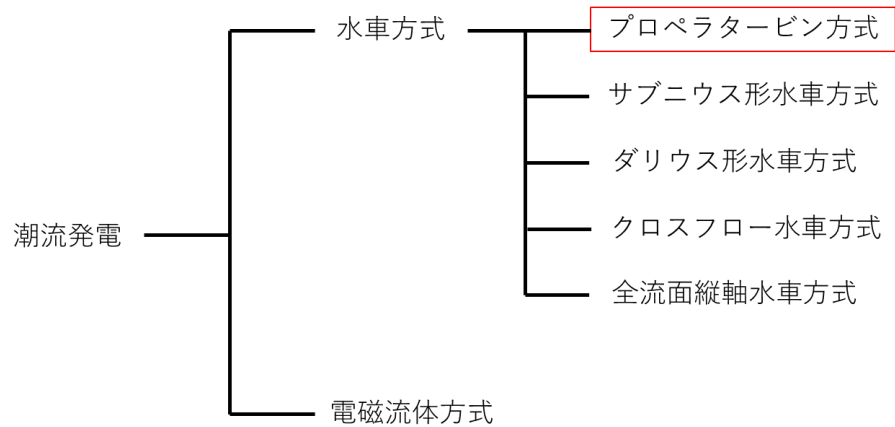 水車方式
プロペラタービン方式
サブニウス形水車方式
ダリウス形水車方式
潮流発電
クロスフロー水車方式
全流面縦軸水車方式
電磁流体方式